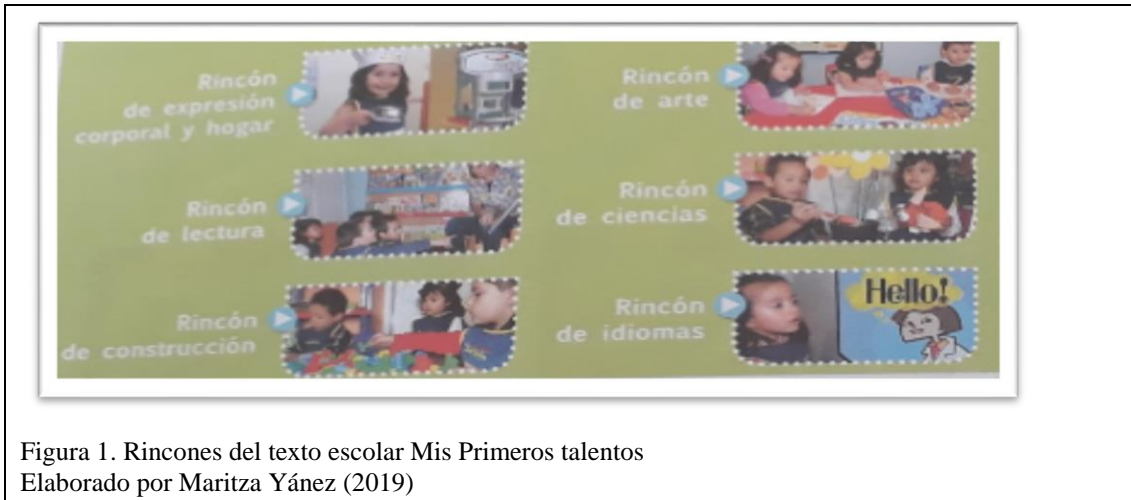 Rincón
de expresión
corporal y hogar
Rincón
de arte
Rincón
de lectura
Rincón
de ciencias
Rincón
de construcción
Rincón
de idiomas
Hello!
Figura 1. Rincones del texto escolar Mis Primeros talentos
Elaborado por Maritza Yánez (2019)